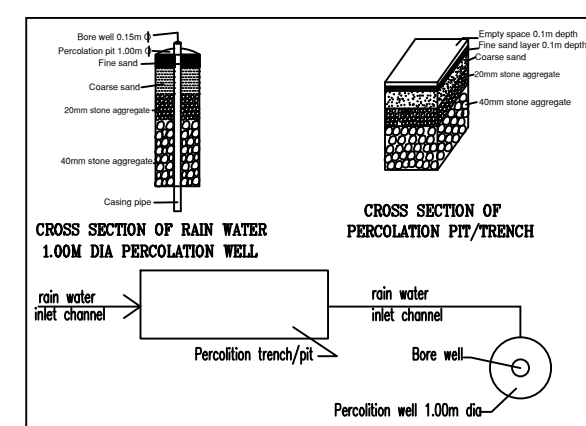 Bore well 0.15m ϕ
Percolation pit 1.00m ϕ
Fine sand
Coarse sand
20mm stone aggregate
40mm stone aggregate
Casing pipe
CROSS SECTION OF RAIN WATER
1.00M DIA PERCOLATION WELL
Empty space 0.1m depth
Fine sand layer 0.1m depth
Coarse sand
20mm stone aggregate
40mm stone aggregate
CROSS SECTION OF
PERCOLATION PIT/TRENCH
rain water
inlet channel
Percolition trench/pit
rain water
inlet channel
Bore well
Percolition well 1.00m dia